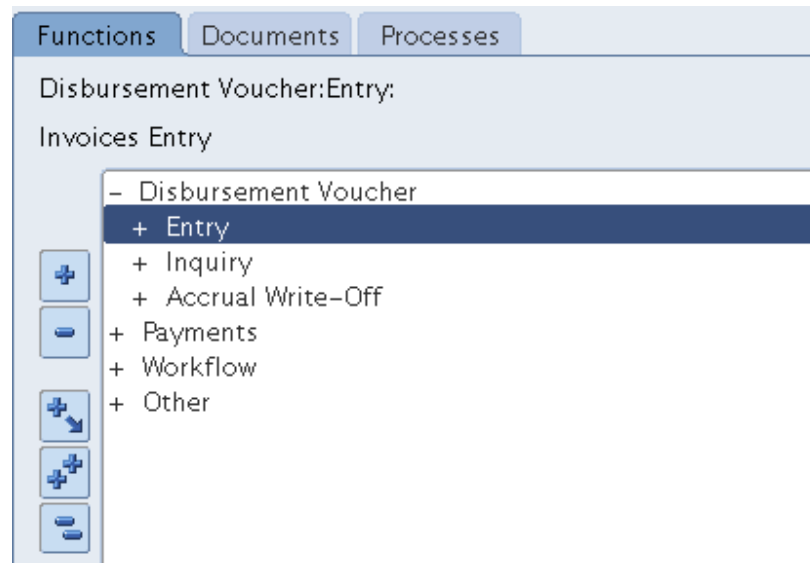 Functions Documents Processes
Disbursement Voucher:Entry:
Invoices Entry
– Disbursement Voucher
+ Entry
+ Inquiry
+ Accrual Write–Off
+ Payments
+ Workflow
+ Other